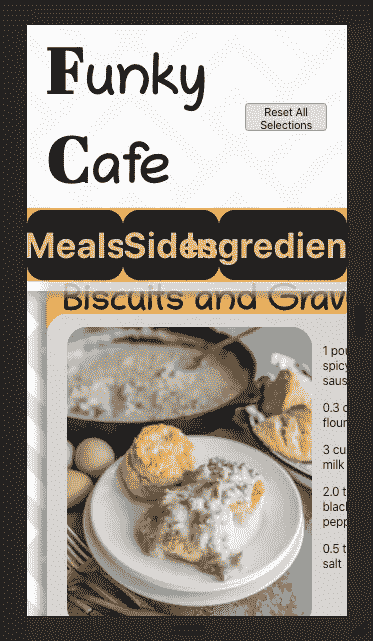 Funky
Cafe
Reset All
Selections
Meals
Sides
Ingredien
Biscuits and Grav
1 pou
spicy
saus
0.3 c
flour
3 cu
milk
2.0 t
black
pepp
0.5 t
salt